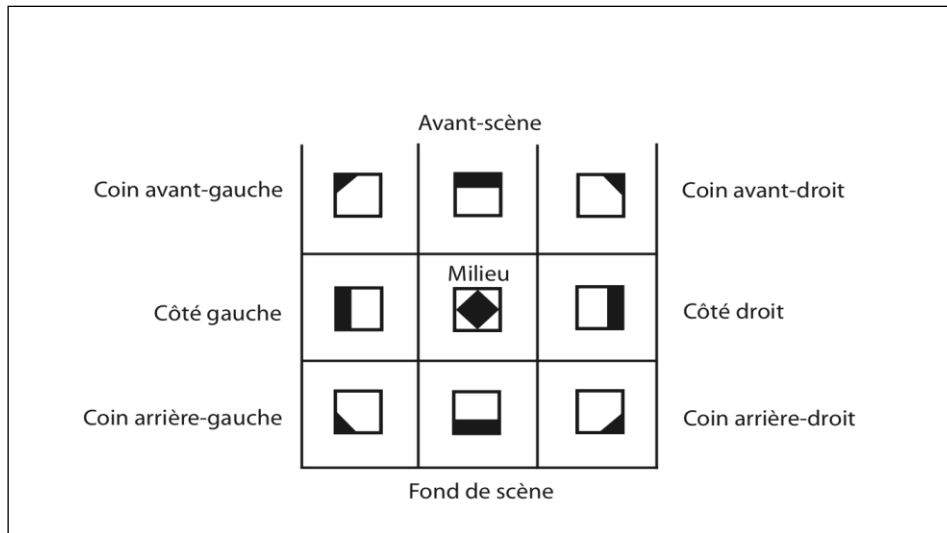 Avant-scène
Coin avant-gauche
Coin avant-droit
Milieu
Côté gauche
Côté droit
Coin arrière-gauche
Coin arrière-droit
Fond de scène